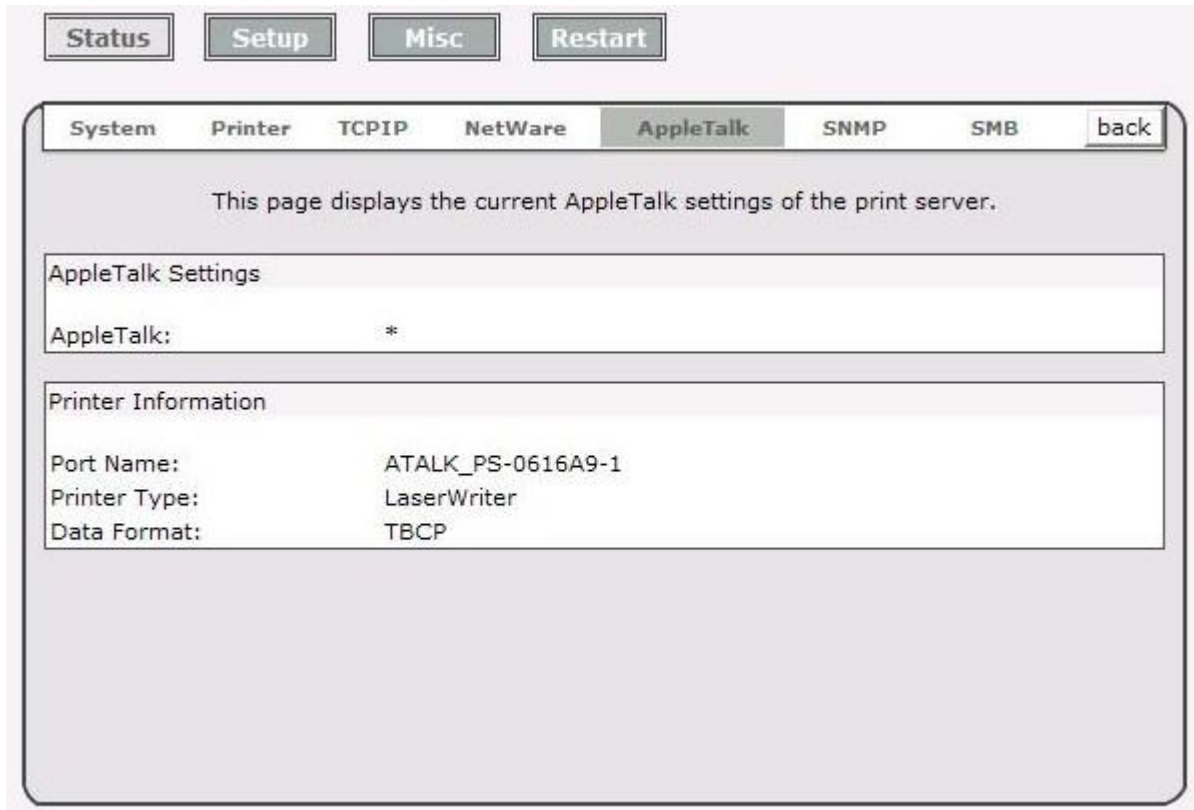 Status Setup Misc Restart
System Printer TCPIP NetWare AppleTalk SNMP SMB back
This page displays the current AppleTalk settings of the print server.
AppleTalk Settings
AppleTalk: *
Printer Information
Port Name: ATALK_PS-0616A9-1
Printer Type: LaserWriter
Data Format: TBCP